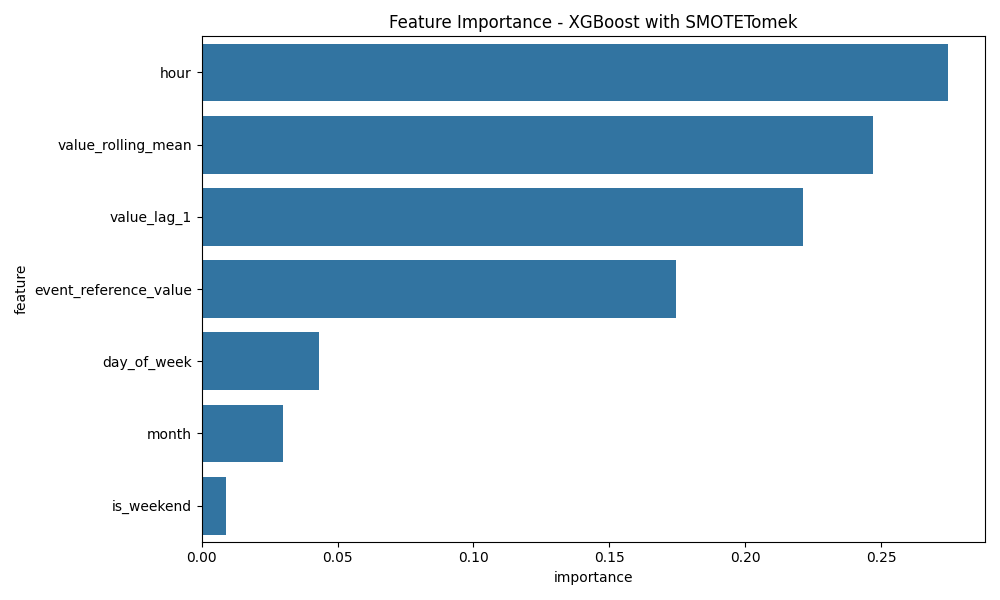 Feature Importance - XGBoost with SMOTETomek
hour
value_rolling_mean
value_lag_1
event_reference_value
day_of_week
month
is_weekend
feature
0.00 0.05 0.10 0.15 0.20 0.25
importance